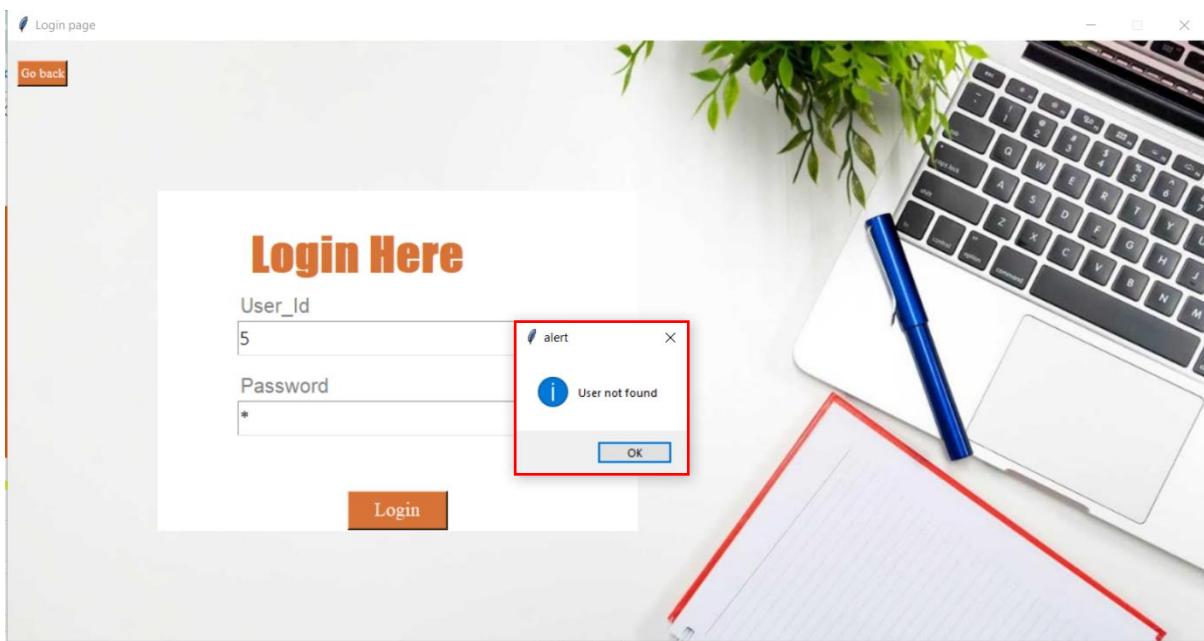 Login page
Go back
Login Here
User_Id
5
Password
*
Login
alert
User not found
OK